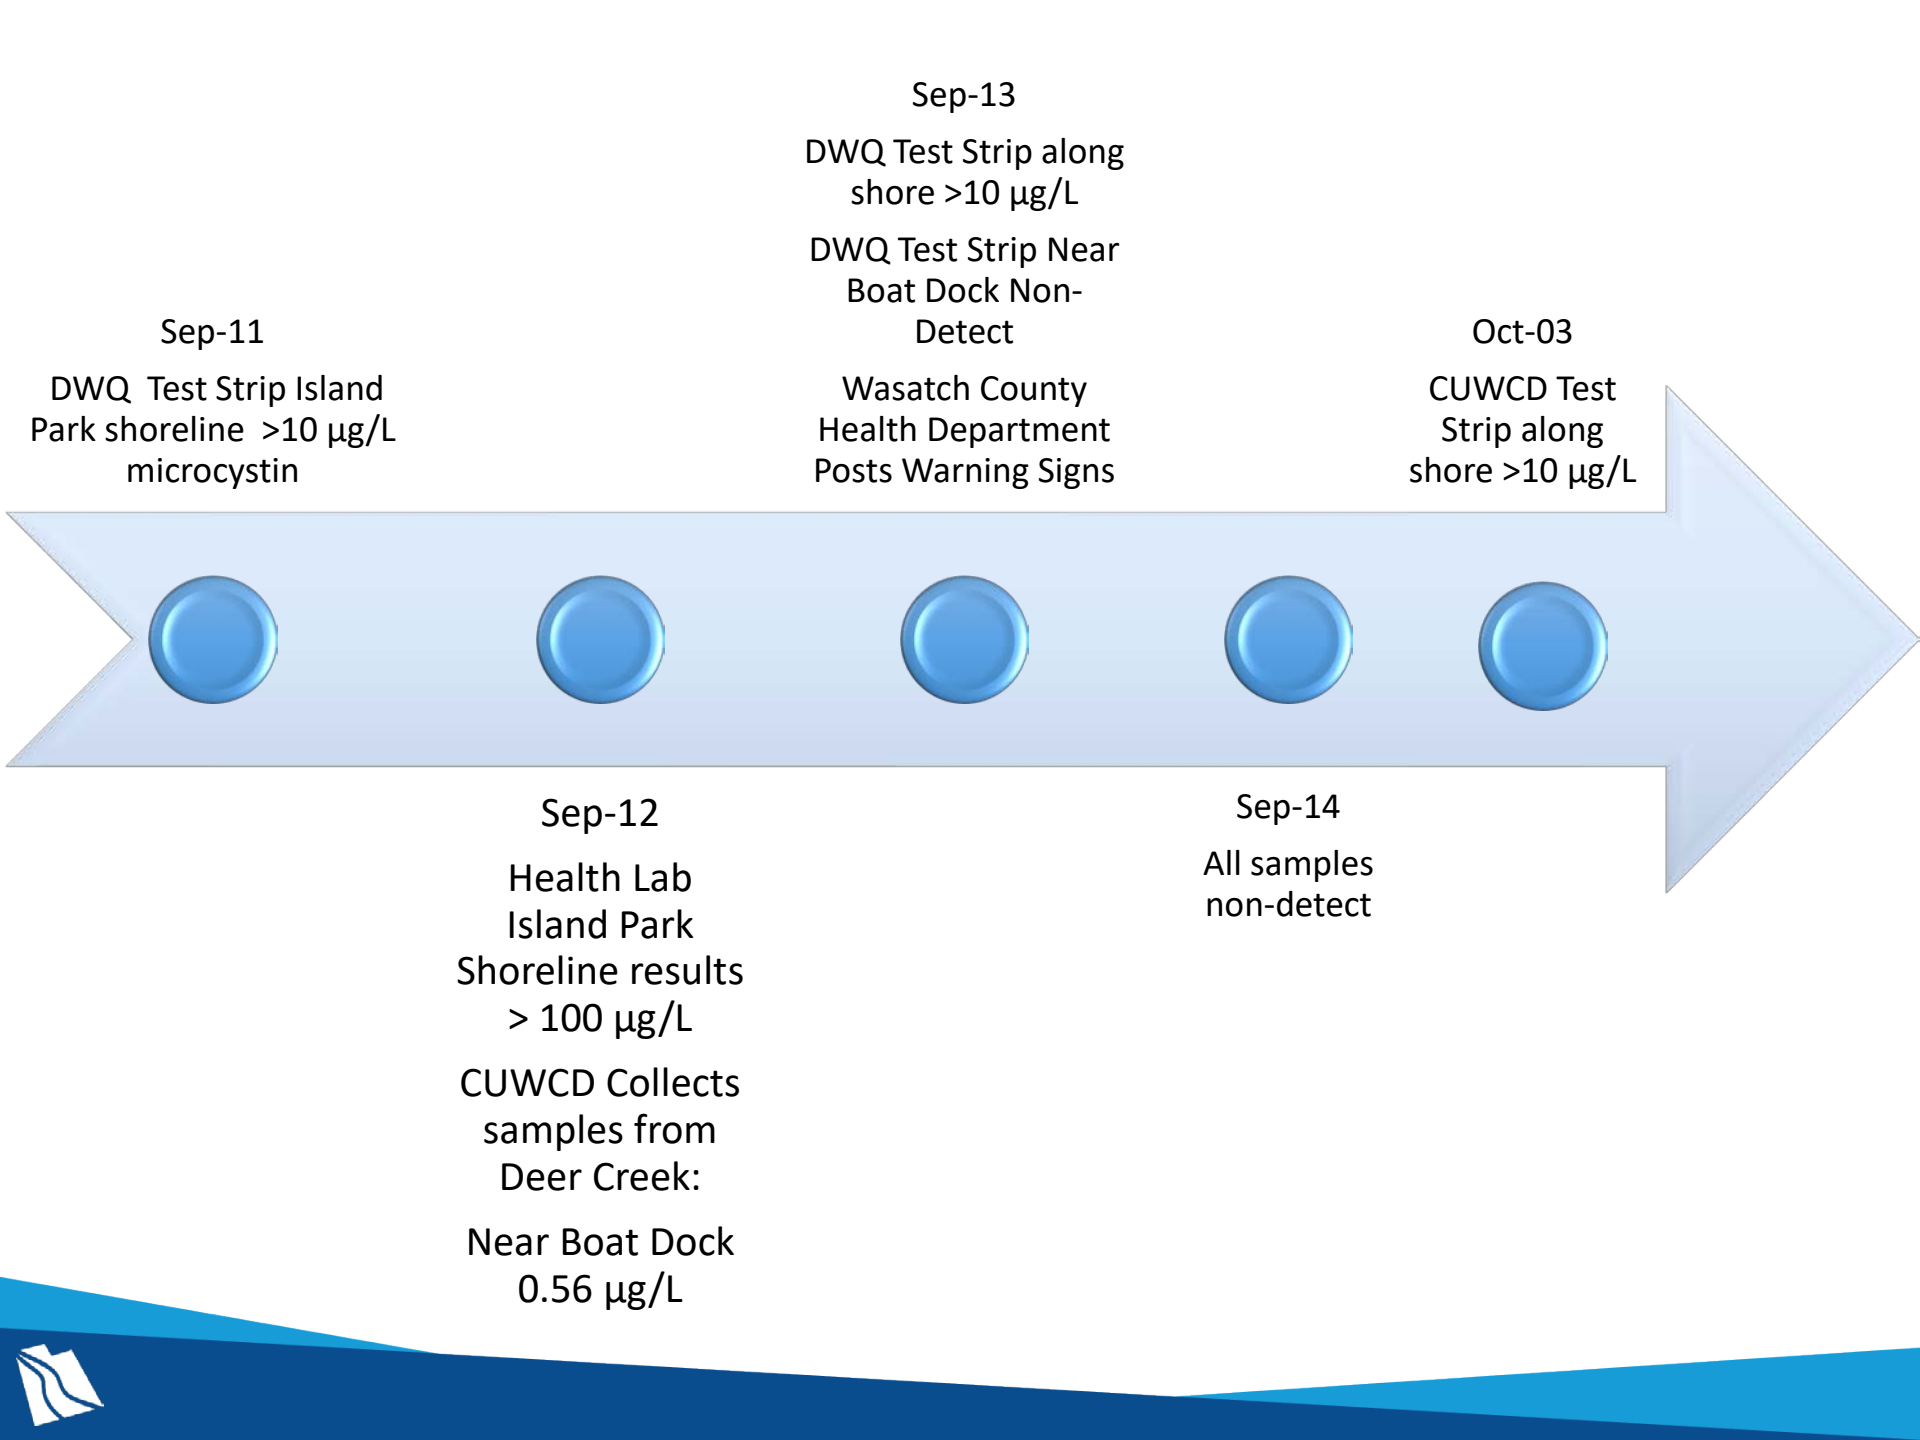 Sep-11
DWQ Test Strip Island
Park shoreline >10 µg/L
microcystin
Sep-12
Health Lab
Island Park
Shoreline results
> 100 µg/L
CUWCD Collects
samples from
Deer Creek:
Near Boat Dock
0.56 µg/L
Sep-13
DWQ Test Strip along
shore >10 µg/L
DWQ Test Strip Near
Boat Dock Non-
Detect
Wasatch County
Health Department
Posts Warning Signs
Sep-14
All samples
non-detect
Oct-03
CUWCD Test
Strip along
shore >10 µg/L